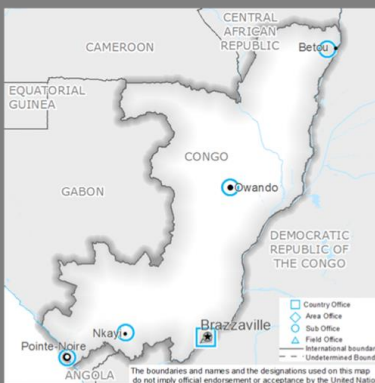 CENTRAL
AFRICAN
REPUBLIC
CAMEROON
Betou
EQUATORIAL
GUINEA
CONGO
Owando
GABON
DEMOCRATIC
REPUBLIC OF
THE CONGO
Brazzaville
Nkayi
Pointe-Noire
ANGOLA
Country Office
Area Office
Sub Office
Field Office
International bounda
Undetermined Bound
The boundaries and names and the designations used on this map
do not imply official endorsement or acceptance by the United Nati